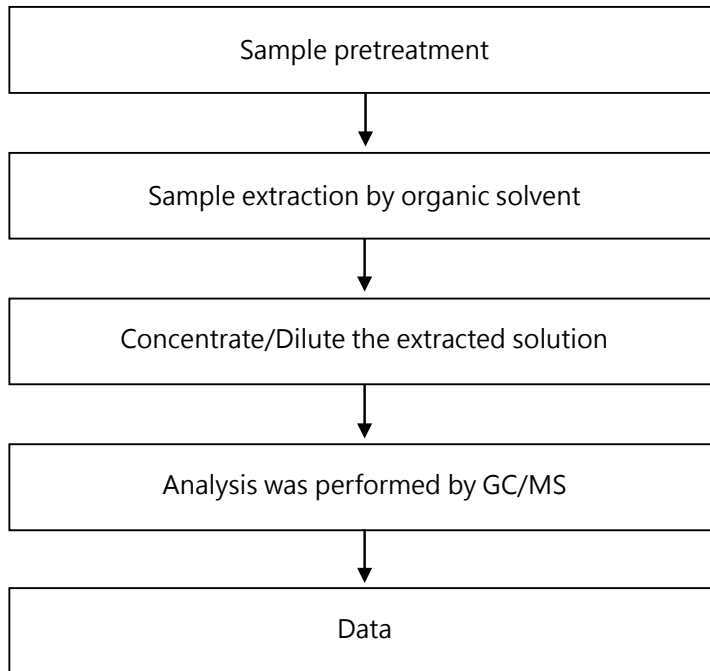 Sample pretreatment
Sample extraction by organic solvent
Concentrate/Dilute the extracted solution
Analysis was performed by GC/MS
Data